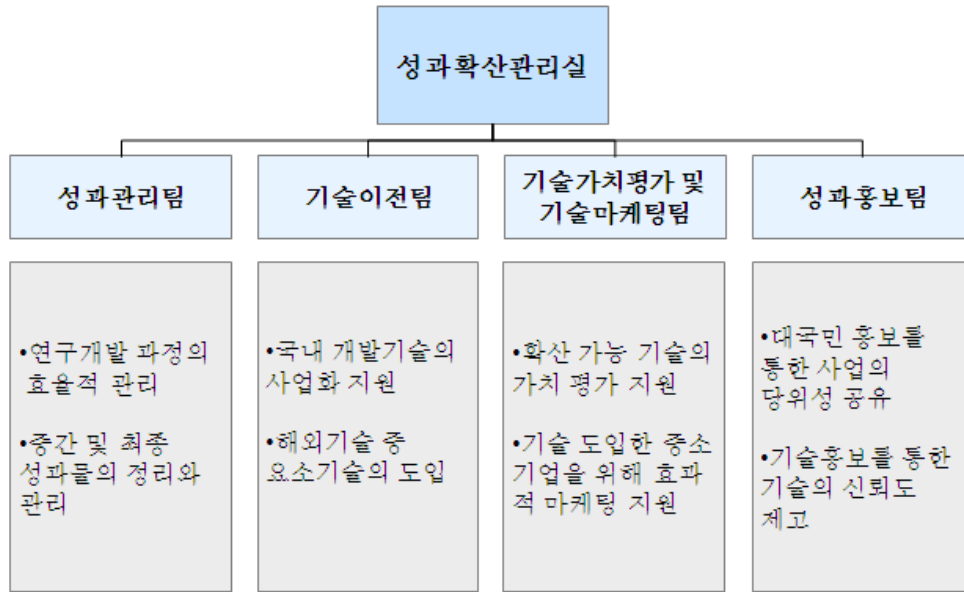 성과확산관리실
성과관리팀
기술이전팀
기술가치평가 및
기술마케팅팀
성과홍보팀
•연구개발 과정의
효율적 관리
•중간 및 최종
성과물의 정리와
관리
•국내 개발기술의
사업화 지원
•해외기술 중
요소기술의 도입
•확산 가능 기술의
가치 평가 지원
•기술 도입한 중소
기업을 위해 효과
적 마케팅 지원
•대국민 홍보를
통한 사업의
당위성 공유
•기술홍보를 통한
기술의 신뢰도
제고